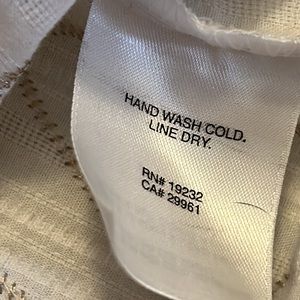 HAND WASH COLD.
LINE DRY.
RN# 19232
CA# 29961